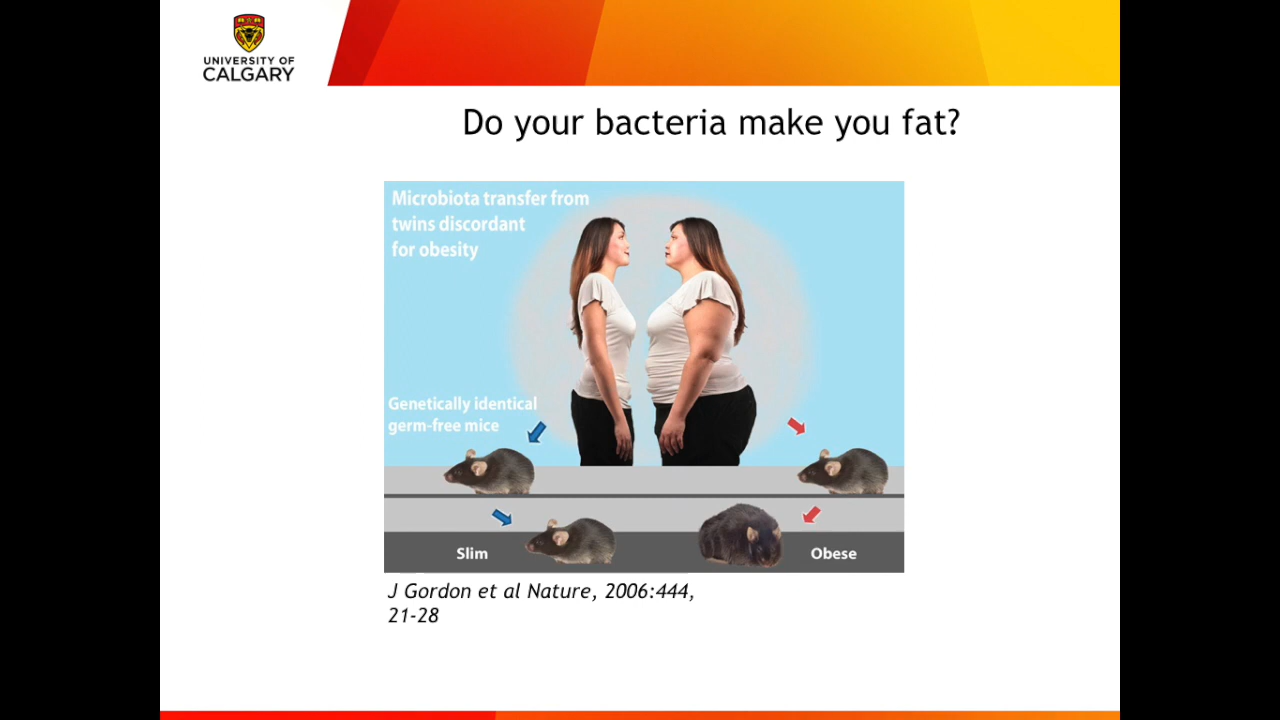 UNIVERSITY OF
CALGARY
Do your bacteria make you fat?
Microbiota transfer from
twins discordant
for obesity
Genetically identical
germ-free mice
Slim
Obese
J Gordon et al Nature, 2006:444,
21-28